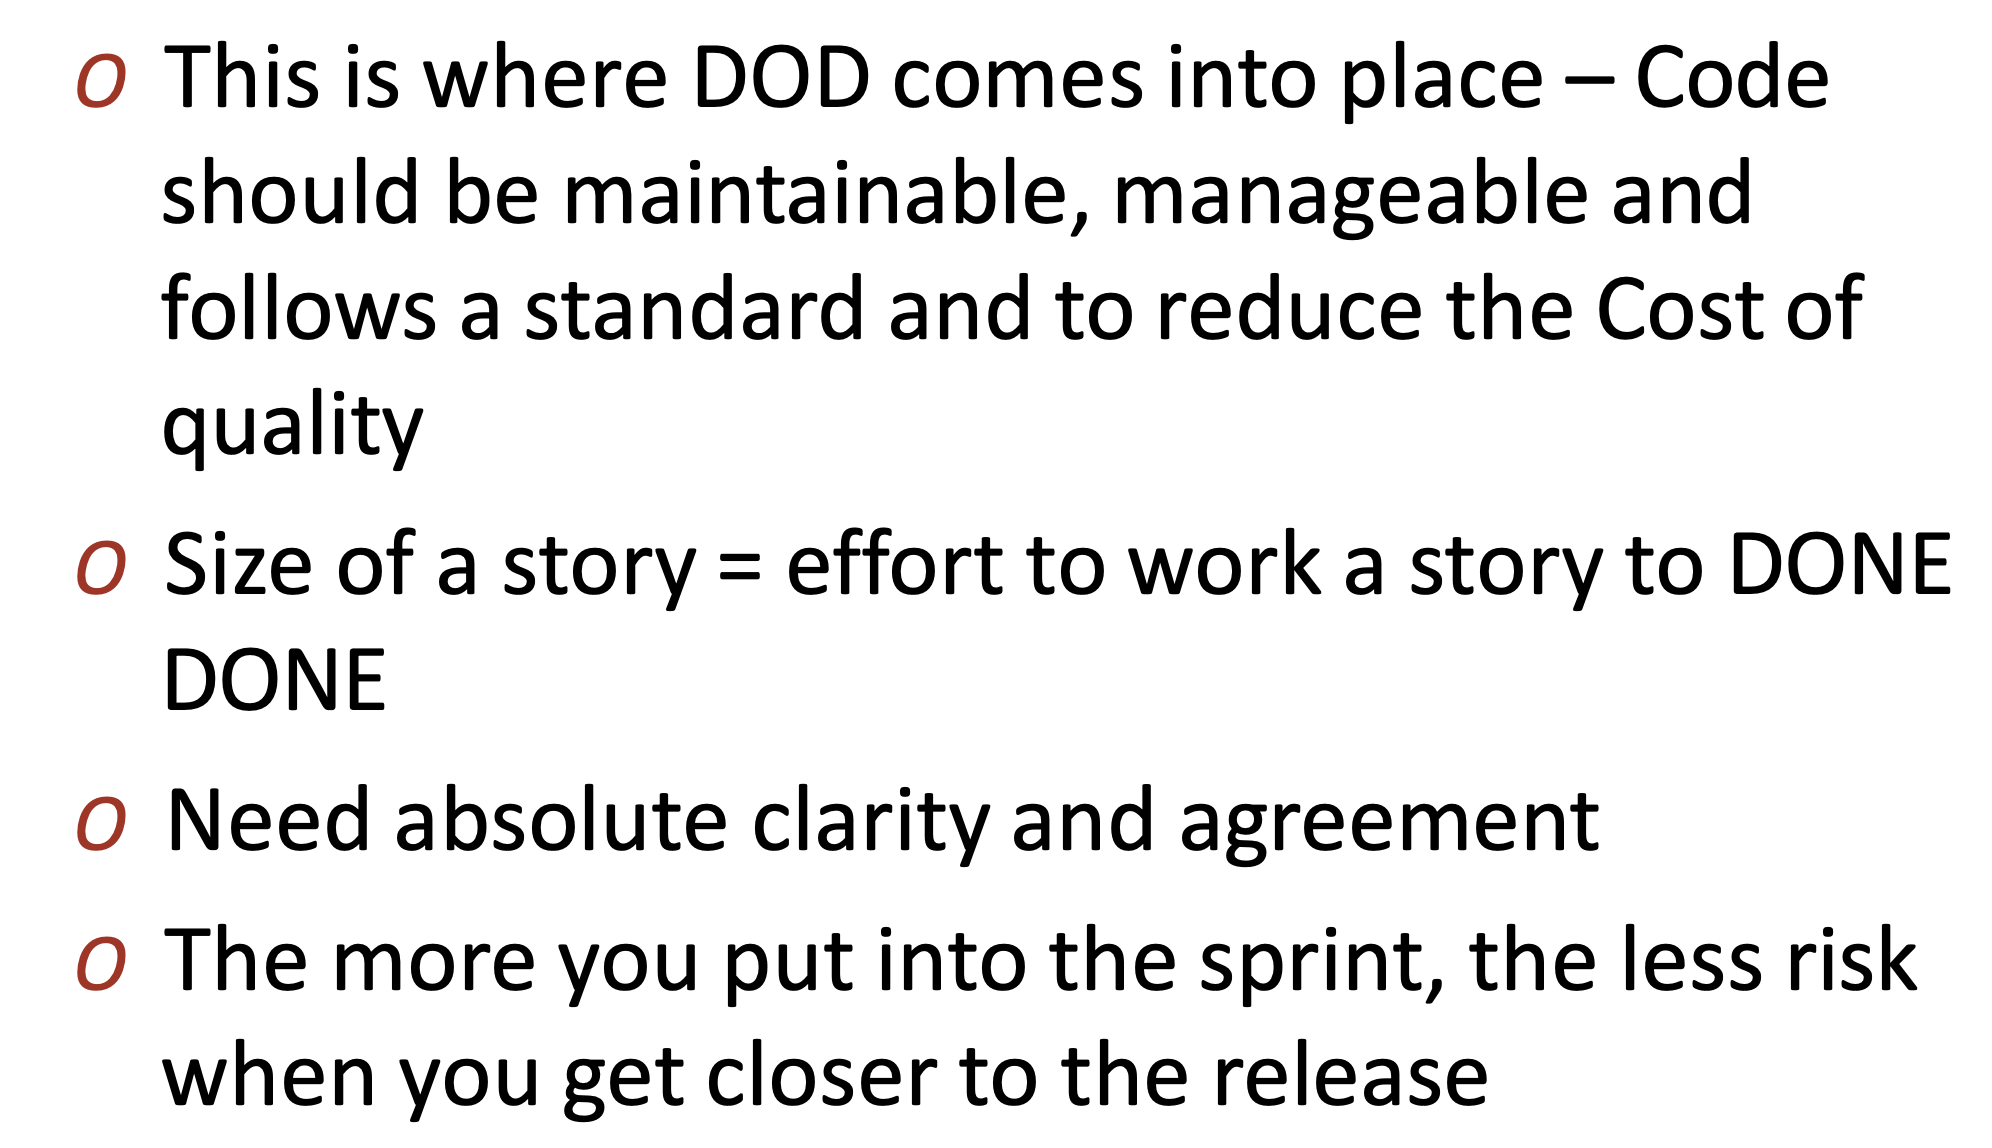 o This is where DOD comes into place – Code
should be maintainable, manageable and
follows a standard and to reduce the Cost of
quality
o Size of a story = effort to work a story to DONE
DONE
o Need absolute clarity and agreement
o The more you put into the sprint, the less risk
when you get closer to the release